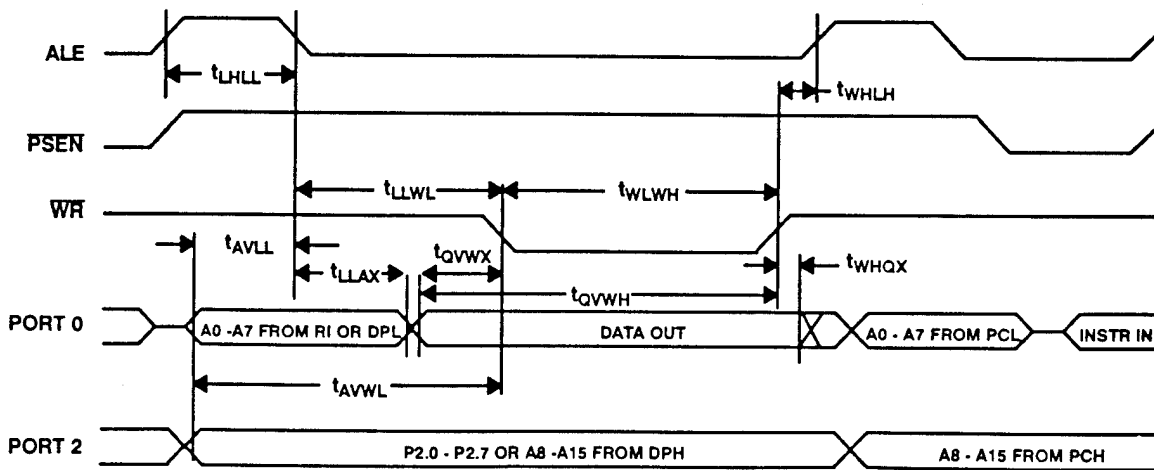 ALE
tLHLL
tWHLH
PSEN
tLLWL
tWLWH
WR
tAVLL
tQVWX
tLLAX
tWHQX
tQVWH
PORT 0
A0 -A7 FROM RI OR DPL
DATA OUT
A0 - A7 FROM PCL
INSTR IN
tAVWL
PORT 2
P2.0 - P2.7 OR A8 -A15 FROM DPH
A8 - A15 FROM PCH